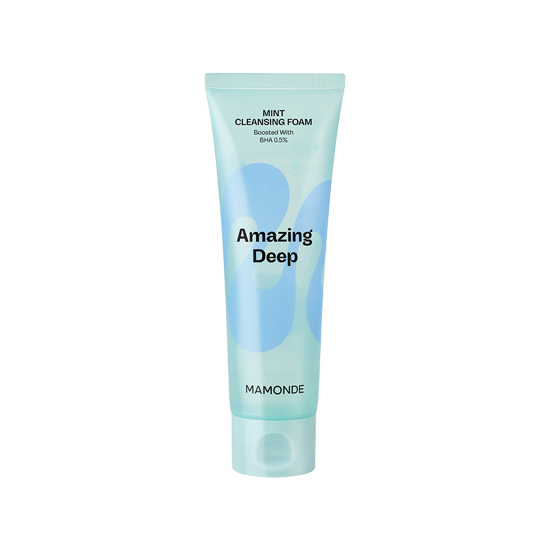 MINT
CLEANSING FOAM
Boosted With
BHA 0.5%
Amazing
Deep
MAMONDE